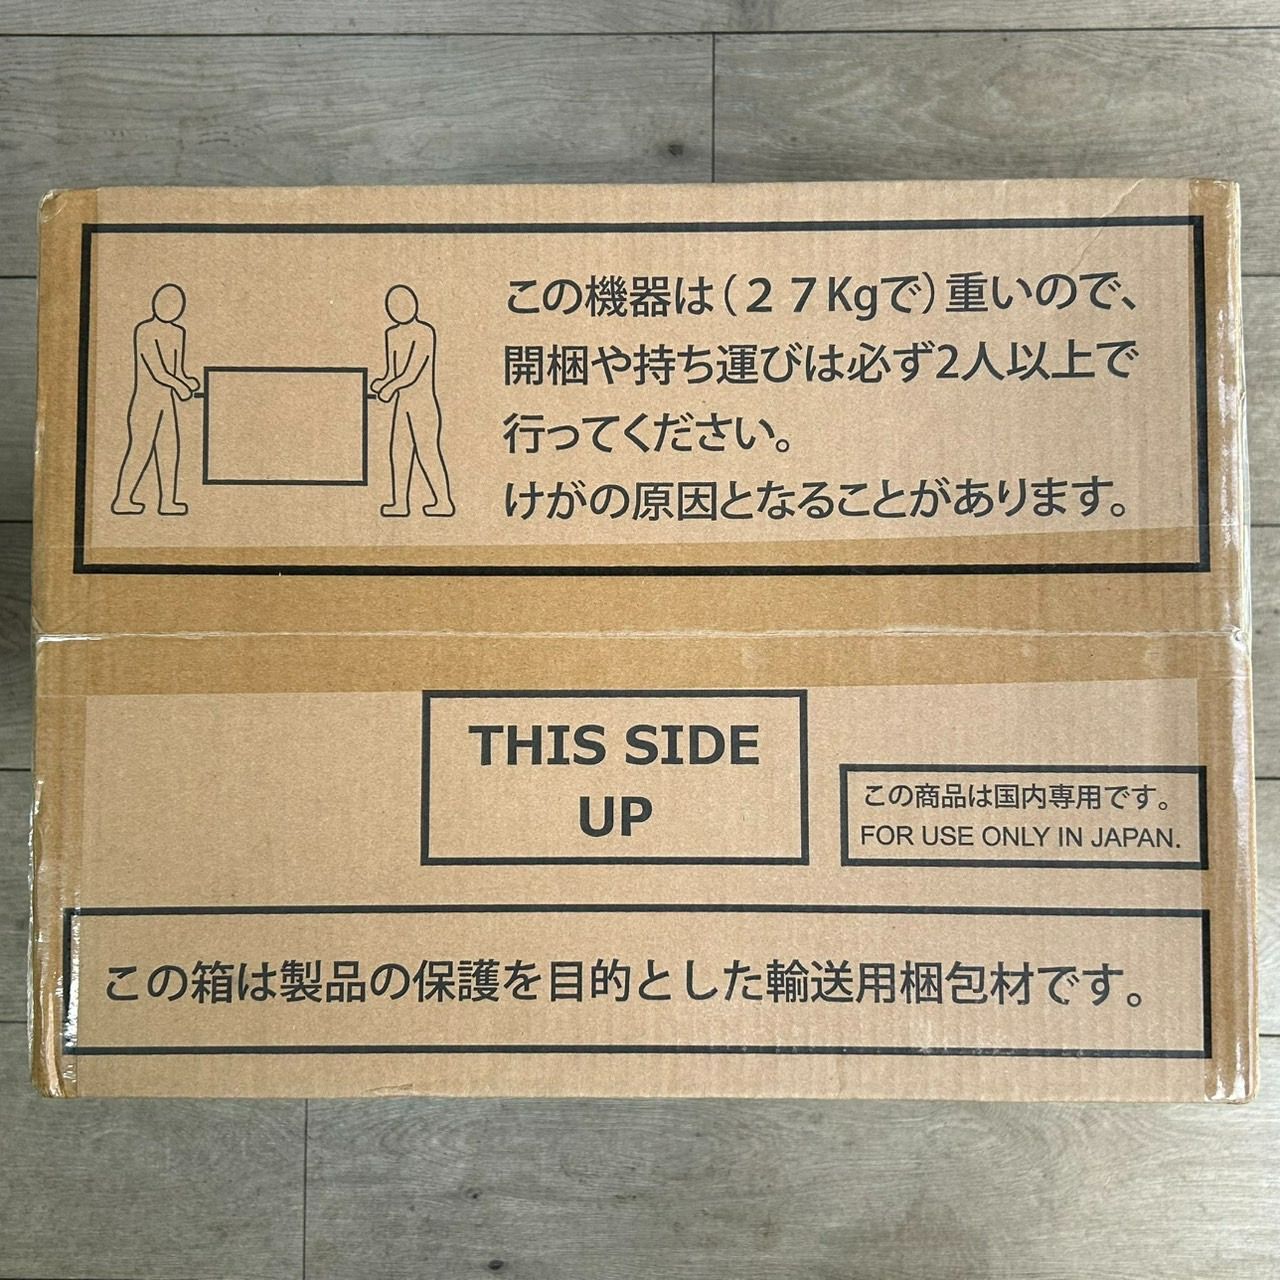 この機器は（２７Kgで）重いので、
開梱や持ち運びは必ず2人以上で
行ってください。
けがの原因となることがあります。
THIS SIDE
UP
この商品は国内専用です。
FOR USE ONLY IN JAPAN.
この箱は製品の保護を目的とした輸送用梱包材です。